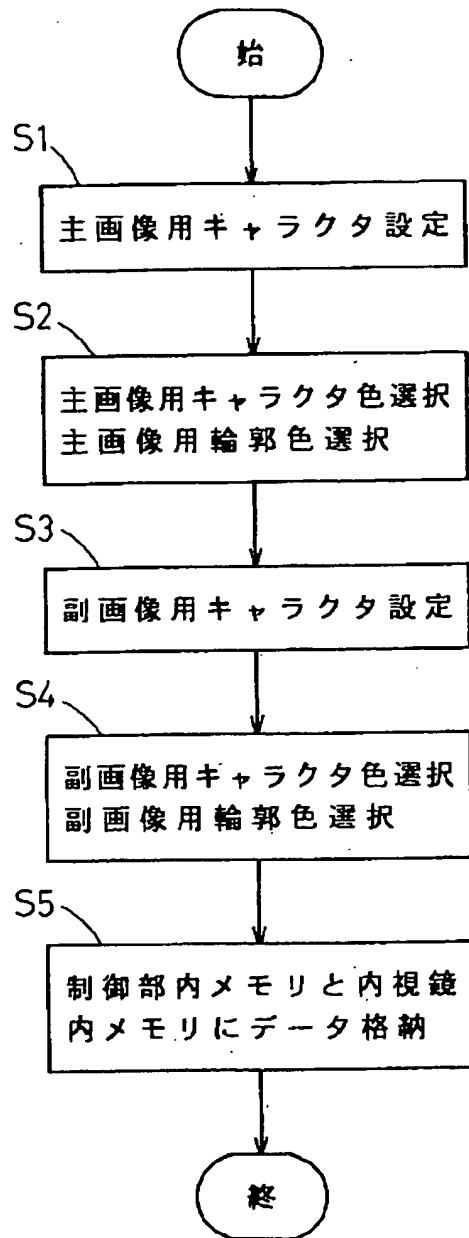 始
S1
主画像用キャラクタ設定
S2
主画像用キャラクタ色選択
主画像用輪郭色選択
S3
副画像用キャラクタ設定
S4
副画像用キャラクタ色選択
副画像用輪郭色選択
S5
制御部内メモリと内視鏡
内メモリにデータ格納
終